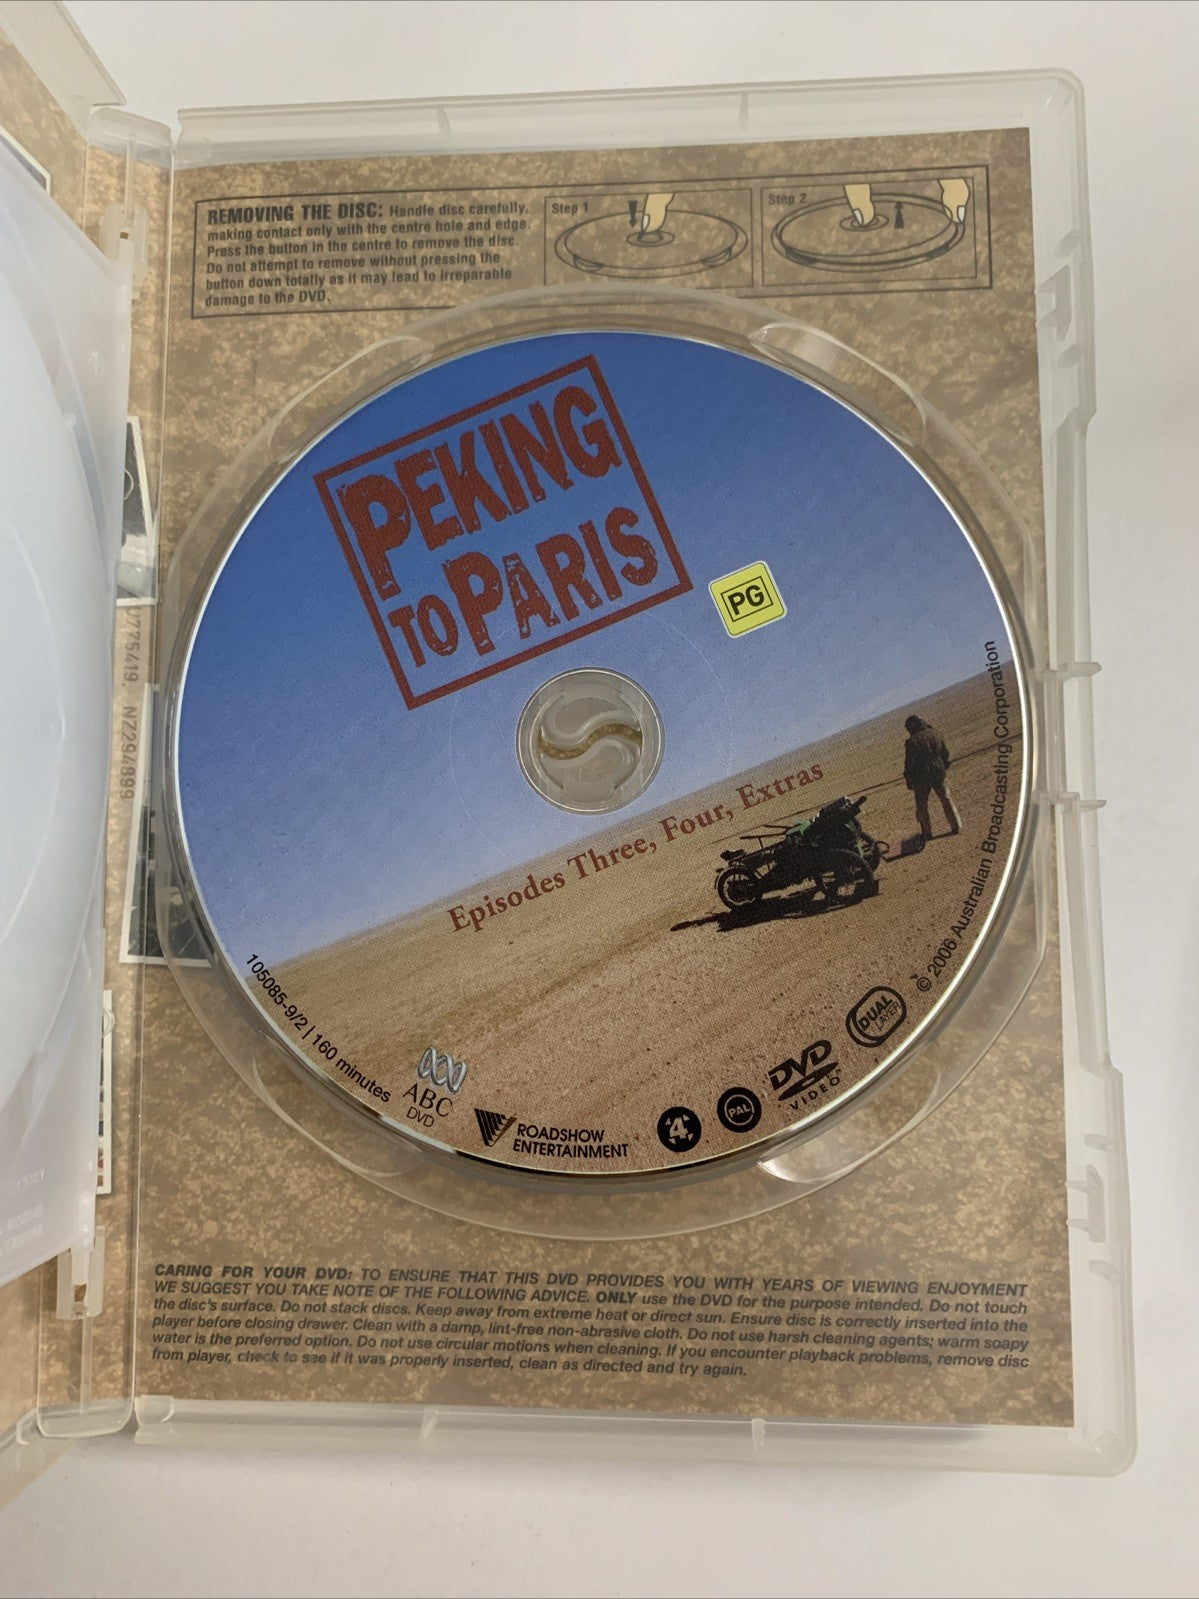 REMOVING THE DISC: Handle disc carefully,
making contact only with the centre hole and edge.
Press the button in the centre to remove the disc.
Do not attempt to remove without pressing the
button down totally as it may lead to irreparable
damage to the DVD.
Step 1
Step 2
PEKING
TO PARIS
PG
Episodes Three, Four, Extras
105085-9/2 | 160 minutes
ABC
DVD
ROADSHOW
ENTERTAINMENT
4
PAL
DVD
VIDEO
DUAL
LAYER
© 2006 Australian Broadcasting Corporation
U775419, NZ294899
CARING FOR YOUR DVD: TO ENSURE THAT THIS DVD PROVIDES YOU WITH YEARS OF VIEWING ENJOYMENT
WE SUGGEST YOU TAKE NOTE OF THE FOLLOWING ADVICE. ONLY use the DVD for the purpose intended. Do not touch
the disc's surface. Do not stack discs. Keep away from extreme heat or direct sun. Ensure disc is correctly inserted into the
player before closing drawer. Clean with a damp, lint-free non-abrasive cloth. Do not use harsh cleaning agents; warm soapy
water is the preferred option. Do not use circular motions when cleaning. If you encounter playback problems, remove disc
from player, check to see if it was properly inserted, clean as directed and try again.